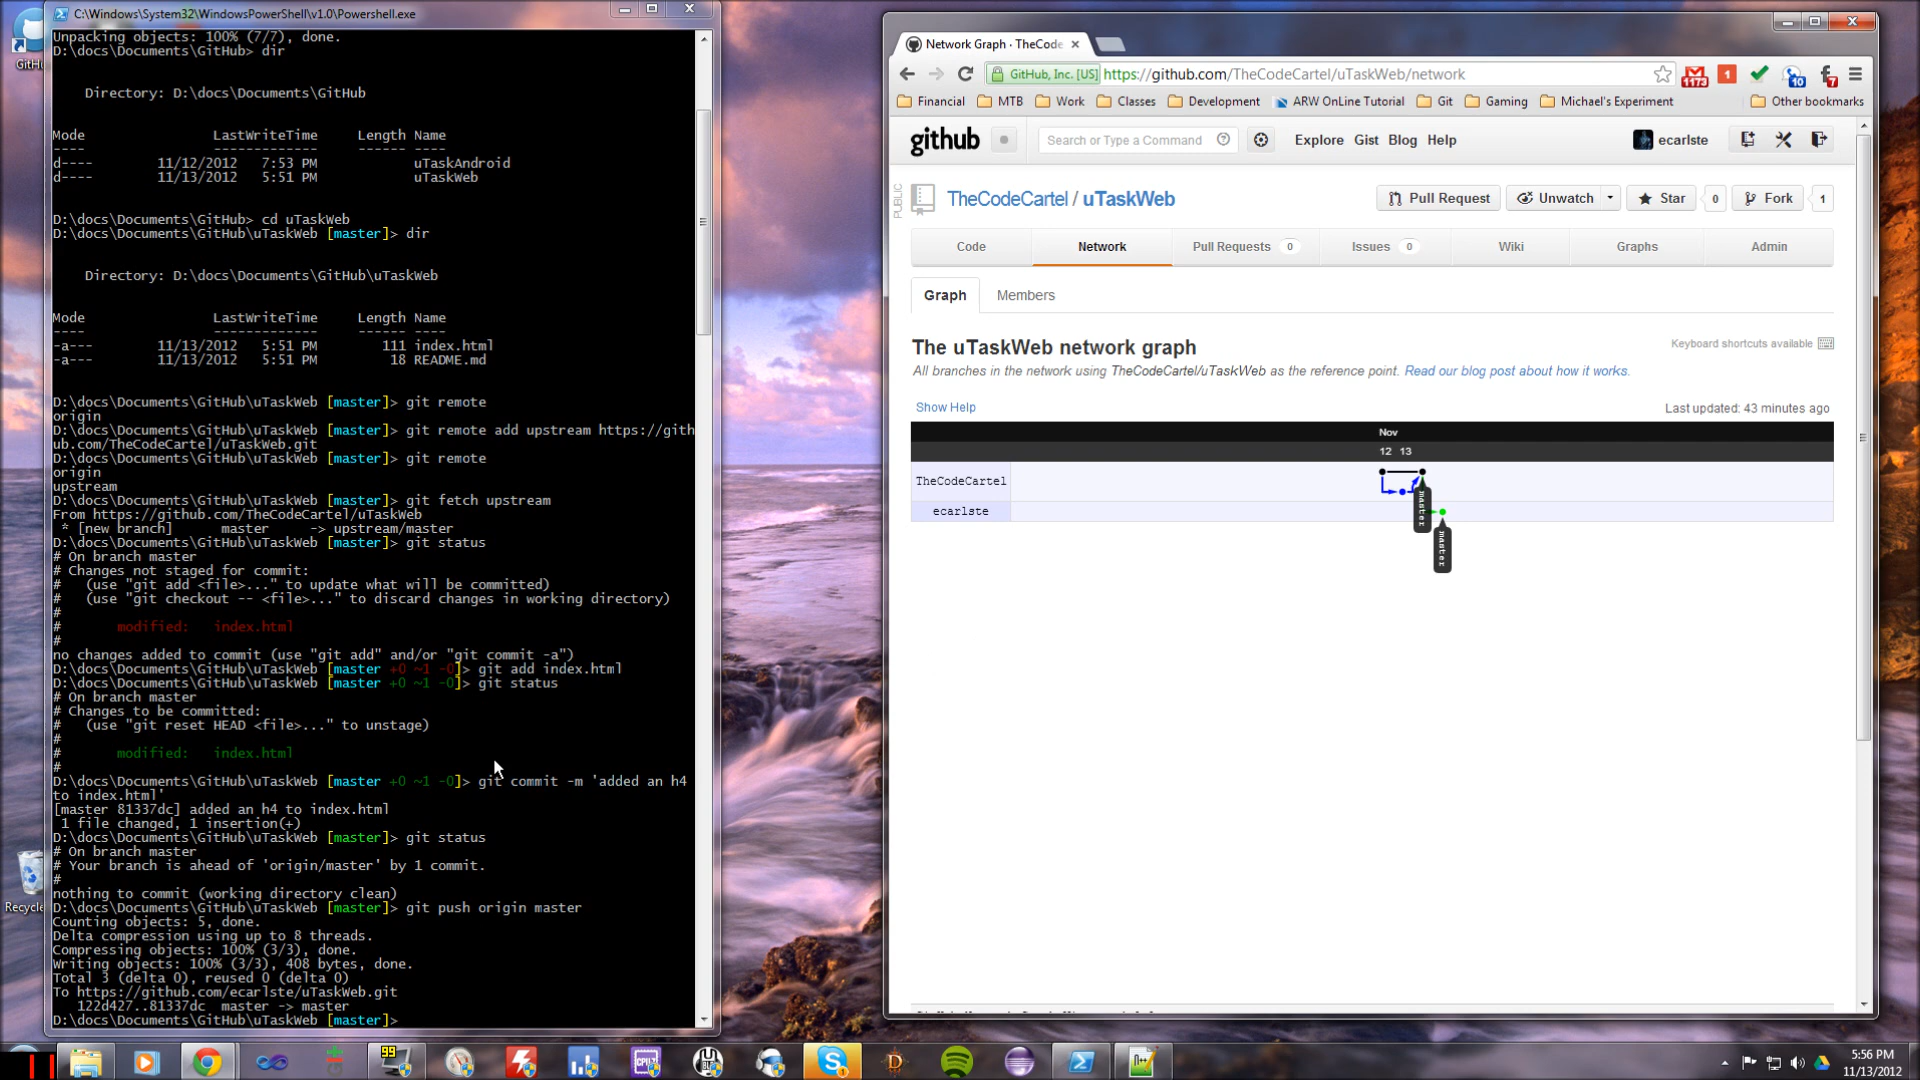 C:\Windows\System32\WindowsPowerShell\v1.0\Powershell.exe
Unpacking objects: 100% (7/7), done.
D:\docs\Documents\GitHub> dir
Directory: D:\docs\Documents\GitHub
Mode LastWriteTime Length Name
---- ------------- ------ ----
d---- 11/12/2012 7:53 PM uTaskAndroid
d---- 11/13/2012 5:51 PM uTaskWeb
D:\docs\Documents\GitHub> cd uTaskWeb
D:\docs\Documents\GitHub\uTaskWeb [master]> dir
Directory: D:\docs\Documents\GitHub\uTaskWeb
Mode LastWriteTime Length Name
---- ------------- ------ ----
-a--- 11/13/2012 5:51 PM 111 index.html
-a--- 11/13/2012 5:51 PM 18 README.md
D:\docs\Documents\GitHub\uTaskWeb [master]> git remote
origin
D:\docs\Documents\GitHub\uTaskWeb [master]> git remote add upstream https://gith
ub.com/TheCodeCartel/uTaskWeb.git
D:\docs\Documents\GitHub\uTaskWeb [master]> git remote
origin
upstream
D:\docs\Documents\GitHub\uTaskWeb [master]> git fetch upstream
From https://github.com/TheCodeCartel/uTaskWeb
* [new branch] master -> upstream/master
D:\docs\Documents\GitHub\uTaskWeb [master]> git status
# On branch master
# Changes not staged for commit:
# (use "git add <file>..." to update what will be committed)
# (use "git checkout -- <file>..." to discard changes in working directory)
#
# modified: index.html
#
no changes added to commit (use "git add" and/or "git commit -a")
D:\docs\Documents\GitHub\uTaskWeb [master +0 ~1 -0]> git add index.html
D:\docs\Documents\GitHub\uTaskWeb [master +0 ~1 -0]> git status
# On branch master
# Changes to be committed:
# (use "git reset HEAD <file>..." to unstage)
#
# modified: index.html
#
D:\docs\Documents\GitHub\uTaskWeb [master +0 ~1 -0]> git commit -m 'added an h4
to index.html'
[master 81337dc] added an h4 to index.html
1 file changed, 1 insertion(+)
D:\docs\Documents\GitHub\uTaskWeb [master]> git status
# On branch master
# Your branch is ahead of 'origin/master' by 1 commit.
#
nothing to commit (working directory clean)
D:\docs\Documents\GitHub\uTaskWeb [master]> git push origin master
Counting objects: 5, done.
Delta compression using up to 8 threads.
Compressing objects: 100% (3/3), done.
Writing objects: 100% (3/3), 408 bytes, done.
Total 3 (delta 0), reused 0 (delta 0)
To https://github.com/ecarlste/uTaskWeb.git
122d427..81337dc master -> master
D:\docs\Documents\GitHub\uTaskWeb [master]>
Network Graph · TheCode
GitHub, Inc. [US] https://github.com/TheCodeCartel/uTaskWeb/network
1173 1 10 7
Financial MTB Work Classes Development ARW OnLine Tutorial Git Gaming Michael's Experiment Other bookmarks
github Search or Type a Command Explore Gist Blog Help ecarlste
PUBLIC
TheCodeCartel / uTaskWeb Pull Request Unwatch Star 0 Fork 1
Code Network Pull Requests 0 Issues 0 Wiki Graphs Admin
Graph Members
The uTaskWeb network graph
Keyboard shortcuts available
All branches in the network using TheCodeCartel/uTaskWeb as the reference point. Read our blog post about how it works.
Show Help
Last updated: 43 minutes ago
Nov
12 13
TheCodeCartel
master
ecarlste
master
GitHu
Recycle
99
5:56 PM
11/13/2012